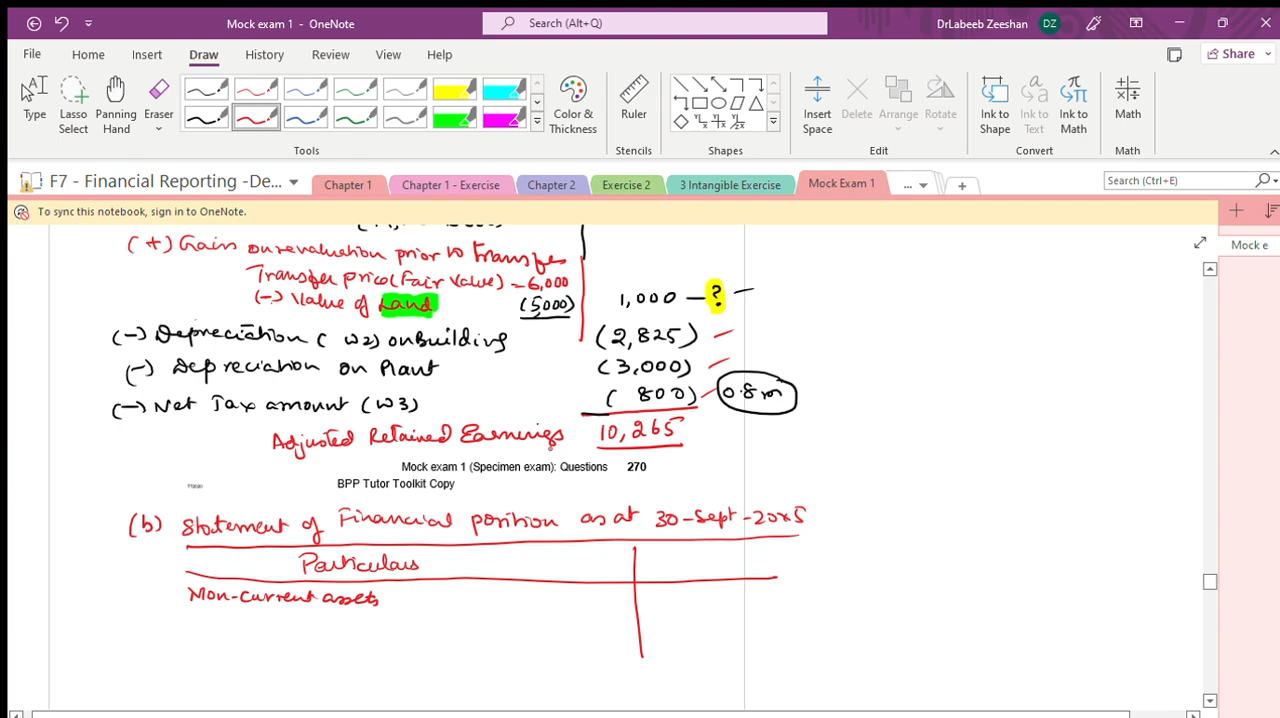 Mock exam 1 - OneNote
Search (Alt+Q)
DrLabeeb Zeeshan DZ
File Home Insert Draw History Review View Help Share
Type Lasso Select Panning Hand Eraser Color & Thickness Ruler Insert Space Delete Arrange Rotate Ink to Shape Ink to Text Ink to Math Math
Tools Stencils Shapes Edit Convert Math
F7 - Financial Reporting -De... Chapter 1 Chapter 1 - Exercise Chapter 2 Exercise 2 3 Intangible Exercise Mock Exam 1 ... Search (Ctrl+E)
To sync this notebook, sign in to OneNote.
Mock e
(+) Gains on revaluation prior to transfer
Transfer price (Fair Value) - 6,000
(-) Value of Land (5,000) 1,000 - ?
(-) Depreciation (W2) on Building (2,825)
(-) Depreciation on Plant (3,000)
(-) Net Tax amount (W3) (800) 0.8m
Adjusted Retained Earnings 10,265
Mock exam 1 (Specimen exam): Questions 270
BPP Tutor Toolkit Copy
(b) Statement of Financial position as at 30-Sept-20x5
Particulars
Non-current assets